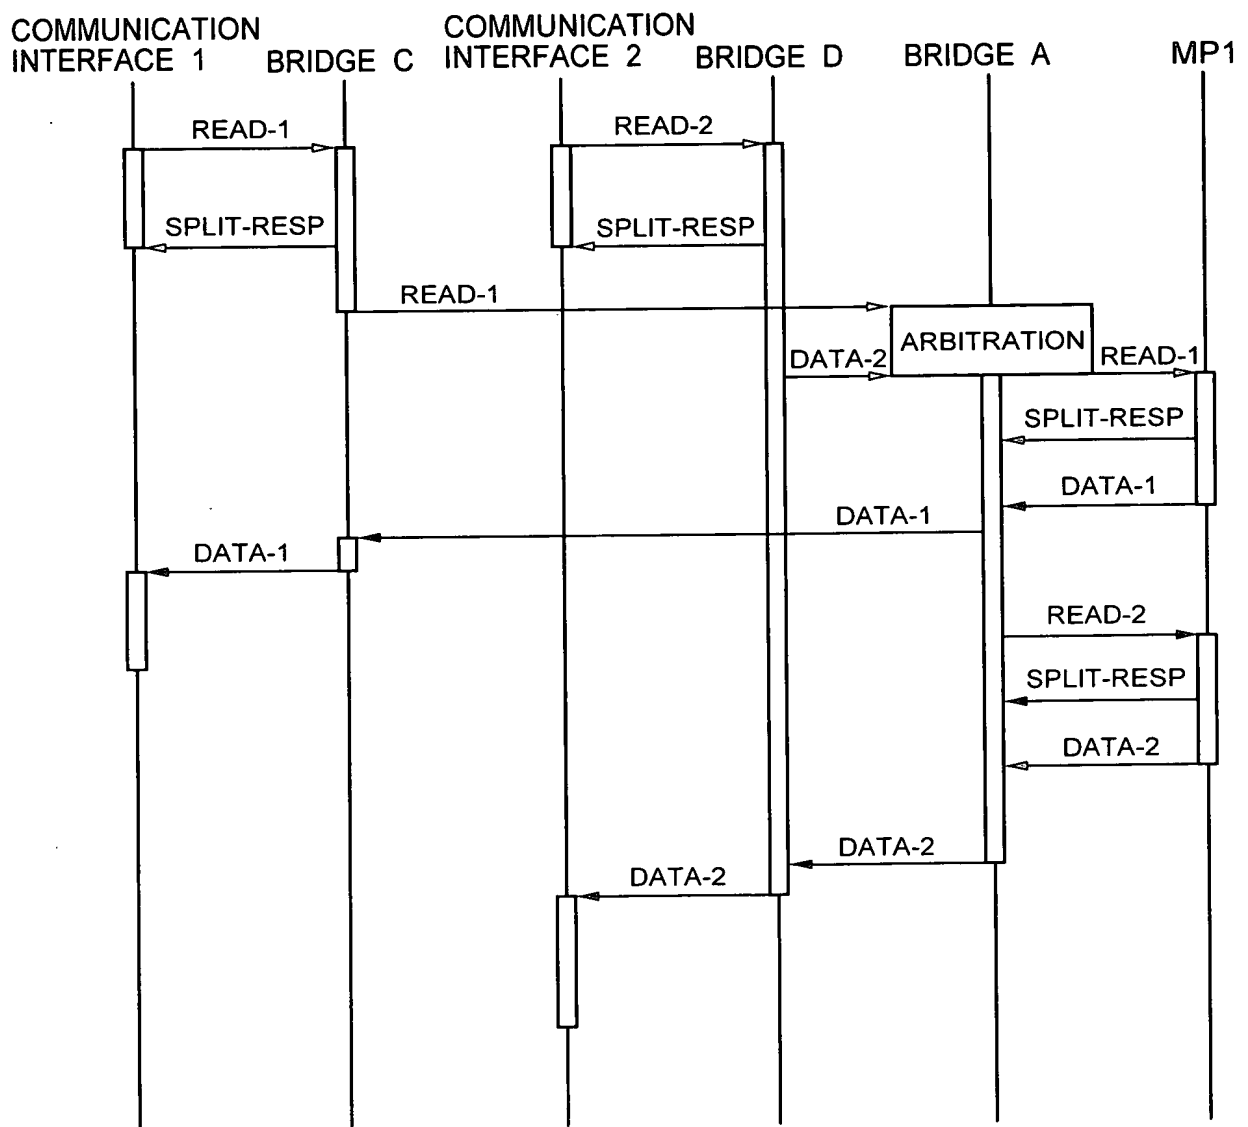 COMMUNICATION
INTERFACE 1
BRIDGE C
COMMUNICATION
INTERFACE 2
BRIDGE D
BRIDGE A
MP1
READ-1
READ-2
SPLIT-RESP
SPLIT-RESP
READ-1
ARBITRATION
DATA-2
READ-1
SPLIT-RESP
DATA-1
DATA-1
DATA-1
READ-2
SPLIT-RESP
DATA-2
DATA-2
DATA-2